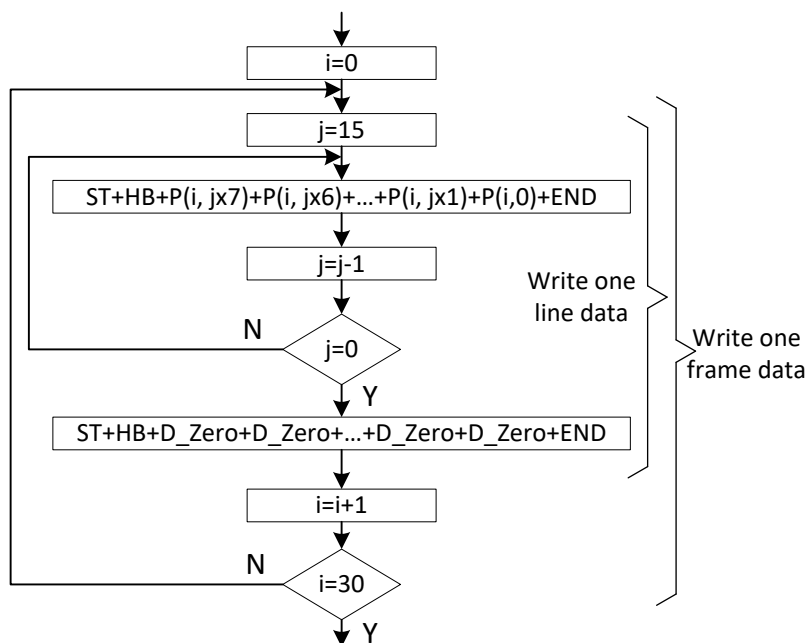 i=0
j=15
ST+HB+P(i, jx7)+P(i, jx6)+...+P(i, jx1)+P(i,0)+END
j=j-1
Write one
line data
N
j=0
Write one
frame data
Y
ST+HB+D_Zero+D_Zero+...+D_Zero+D_Zero+END
i=i+1
N
i=30
Y